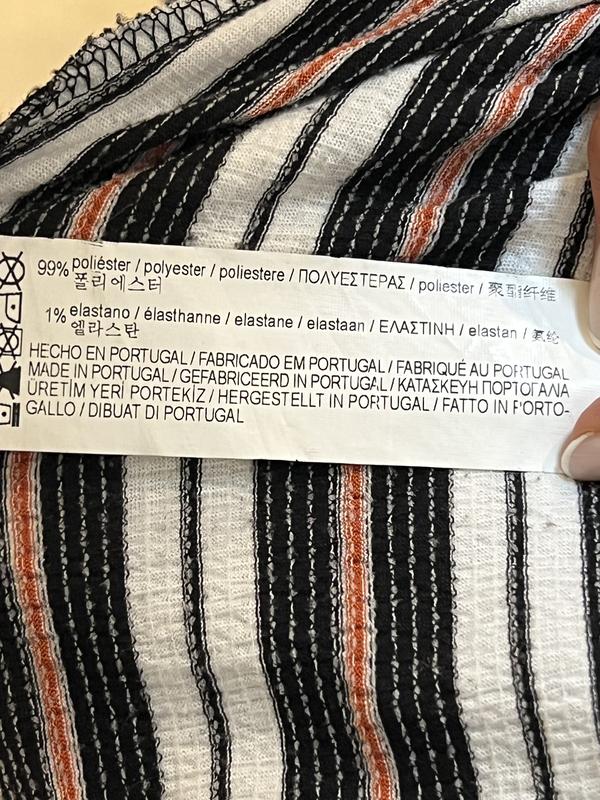 99% poliéster / polyester / poliestere / ΠΟΛΥΕΣΤΕΡΑΣ / poliester / 聚酯纤维
폴리에스터
1% elastano / élasthanne / elastane / elastaan / ΕΛΑΣΤΙΝΗ / elastan / 氨纶
엘라스탄
HECHO EN PORTUGAL / FABRICADO EM PORTUGAL / FABRIQUÉ AU PORTUGAL
MADE IN PORTUGAL / GEFABRICEERD IN PORTUGAL / ΚΑΤΑΣΚΕΥΗ ΠΟΡΤΟΓΑΛΙΑ
ÜRETİM YERİ PORTEKİZ / HERGESTELLT IN PORTUGAL / FATTO IN PORTO-
GALLO / DIBUAT DI PORTUGAL